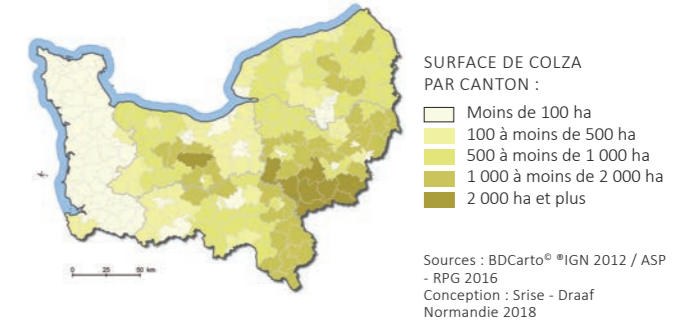 SURFACE DE COLZA
PAR CANTON :
Moins de 100 ha
100 à moins de 500 ha
500 à moins de 1 000 ha
1 000 à moins de 2 000 ha
2 000 ha et plus
0 25 50 km
Sources : BDCarto© ®IGN 2012 / ASP
- RPG 2016
Conception : Srise - Draaf
Normandie 2018